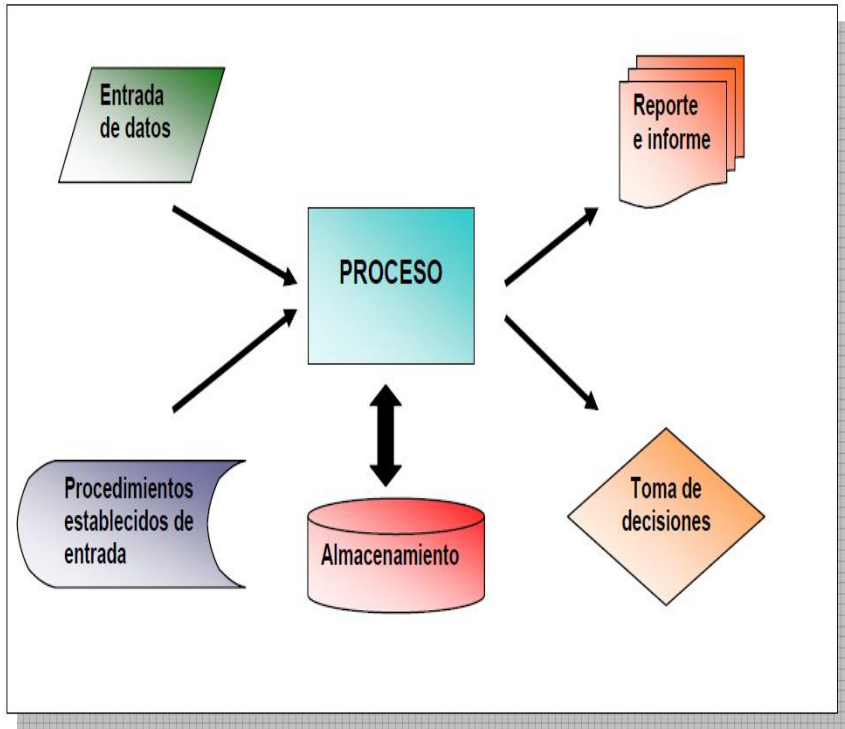 Entrada
de datos
Reporte
e informe
PROCESO
Procedimientos
establecidos de
entrada
Almacenamiento
Toma de
decisiones